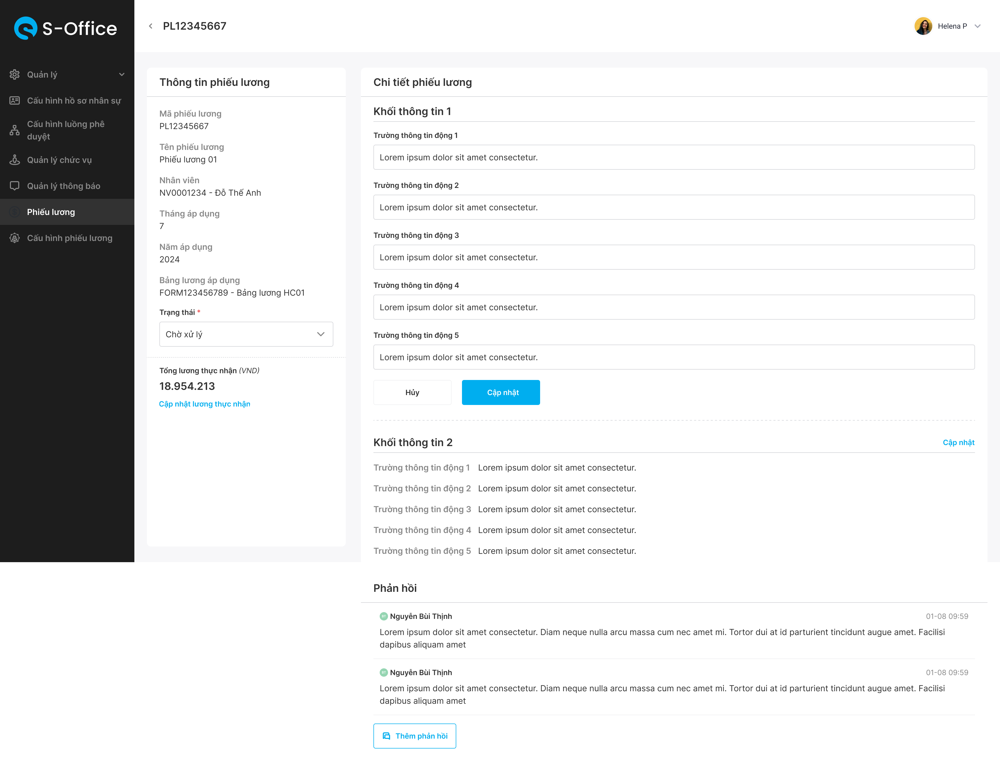 S-Office
PL12345667
Helena P
Quản lý
Cấu hình hồ sơ nhân sự
Cấu hình luồng phê
duyệt
Quản lý chức vụ
Quản lý thông báo
Phiếu lương
Cấu hình phiếu lương
Thông tin phiếu lương
Mã phiếu lương
PL12345667
Tên phiếu lương
Phiếu lương 01
Nhân viên
NV0001234 - Đỗ Thế Anh
Tháng áp dụng
7
Năm áp dụng
2024
Bảng lương áp dụng
FORM123456789 - Bảng lương HC01
Trạng thái *
Chờ xử lý
Tổng lương thực nhận (VND)
18.954.213
Cập nhật lương thực nhận
Chi tiết phiếu lương
Khối thông tin 1
Trường thông tin động 1
Lorem ipsum dolor sit amet consectetur.
Trường thông tin động 2
Lorem ipsum dolor sit amet consectetur.
Trường thông tin động 3
Lorem ipsum dolor sit amet consectetur.
Trường thông tin động 4
Lorem ipsum dolor sit amet consectetur.
Trường thông tin động 5
Lorem ipsum dolor sit amet consectetur.
Hủy
Cập nhật
Khối thông tin 2
Cập nhật
Trường thông tin động 1 Lorem ipsum dolor sit amet consectetur.
Trường thông tin động 2 Lorem ipsum dolor sit amet consectetur.
Trường thông tin động 3 Lorem ipsum dolor sit amet consectetur.
Trường thông tin động 4 Lorem ipsum dolor sit amet consectetur.
Trường thông tin động 5 Lorem ipsum dolor sit amet consectetur.
Phản hồi
BT Nguyễn Bùi Thịnh 01-08 09:59
Lorem ipsum dolor sit amet consectetur. Diam neque nulla arcu massa cum nec amet mi. Tortor dui at id parturient tincidunt augue amet. Facilisi
dapibus aliquam amet
BT Nguyễn Bùi Thịnh 01-08 09:59
Lorem ipsum dolor sit amet consectetur. Diam neque nulla arcu massa cum nec amet mi. Tortor dui at id parturient tincidunt augue amet. Facilisi
dapibus aliquam amet
Thêm phản hồi